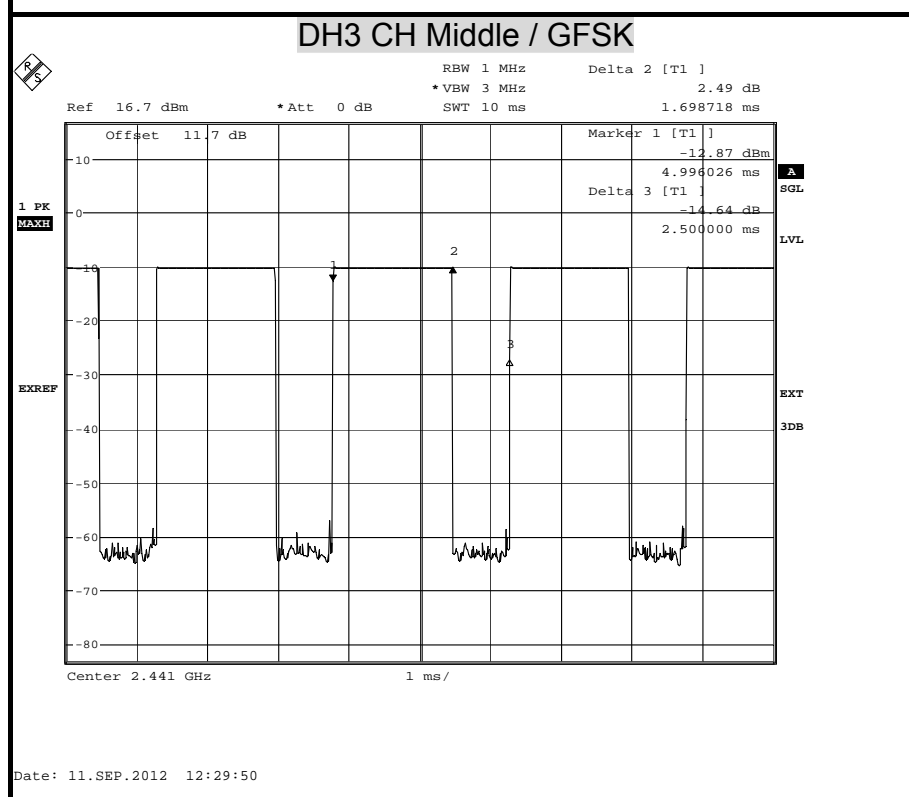 DH3 CH Middle / GFSK
R S
RBW 1 MHz Delta 2 [T1 ]
* VBW 3 MHz 2.49 dB
Ref 16.7 dBm * Att 0 dB SWT 10 ms 1.698718 ms
Offset 11.7 dB Marker 1 [T1 ]
-12.87 dBm
10
4.996026 ms A
Delta 3 [T1 ] SGL
1 PK
-14.64 dB
0
MAXH
2.500000 ms
LVL
2
-10
1
-20
3
-30
EXREF
EXT
-40 3DB
-50
-60
-70
-80
Center 2.441 GHz 1 ms/
Date: 11.SEP.2012 12:29:50